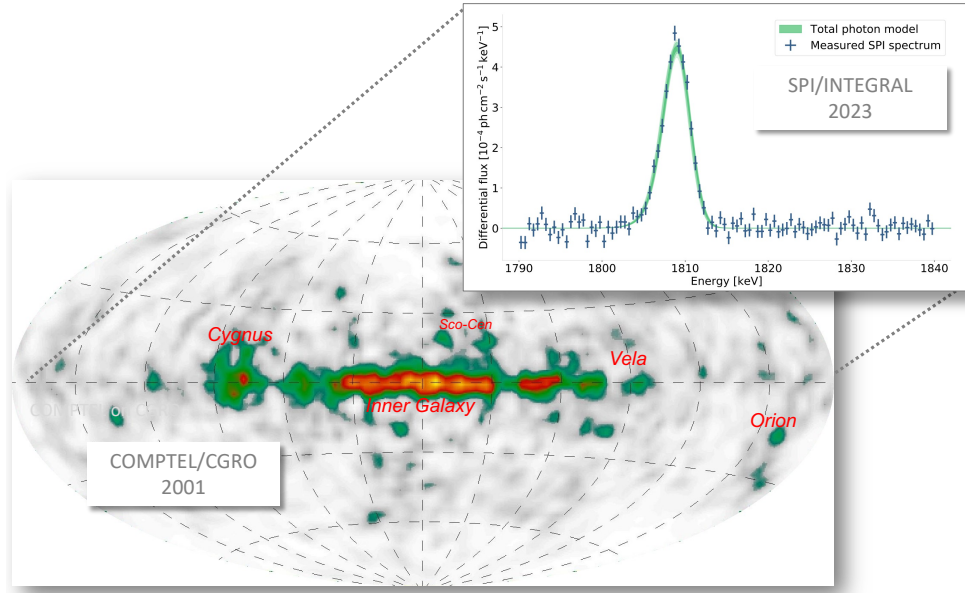 Total photon model
Measured SPI spectrum
SPI/INTEGRAL
2023
Differential flux [10⁻⁴ ph cm⁻² s⁻¹ keV⁻¹]
5
4
3
2
1
0
1790 1800 1810 1820 1830 1840
Energy [keV]
Cygnus
Sco-Cen
Vela
Inner Galaxy
Orion
COMPTEL/CGRO
2001